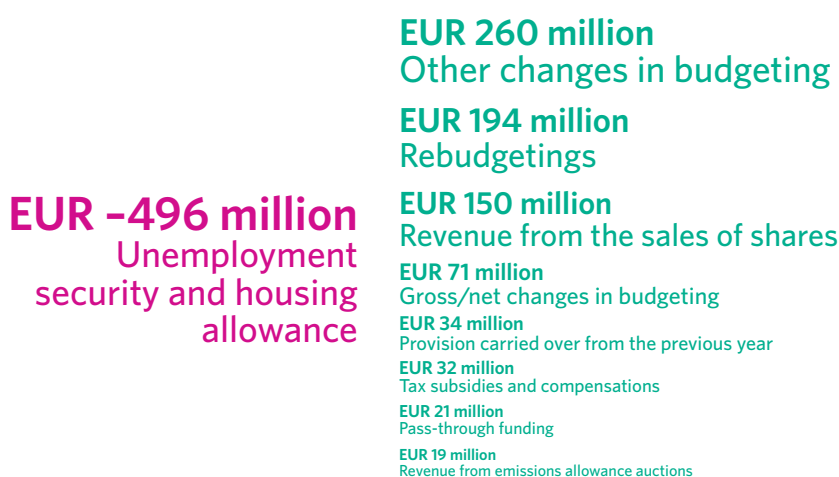 EUR –496 million
Unemployment
security and housing
allowance
EUR 260 million
Other changes in budgeting
EUR 194 million
Rebudgetings
EUR 150 million
Revenue from the sales of shares
EUR 71 million
Gross/net changes in budgeting
EUR 34 million
Provision carried over from the previous year
EUR 32 million
Tax subsidies and compensations
EUR 21 million
Pass-through funding
EUR 19 million
Revenue from emissions allowance auctions